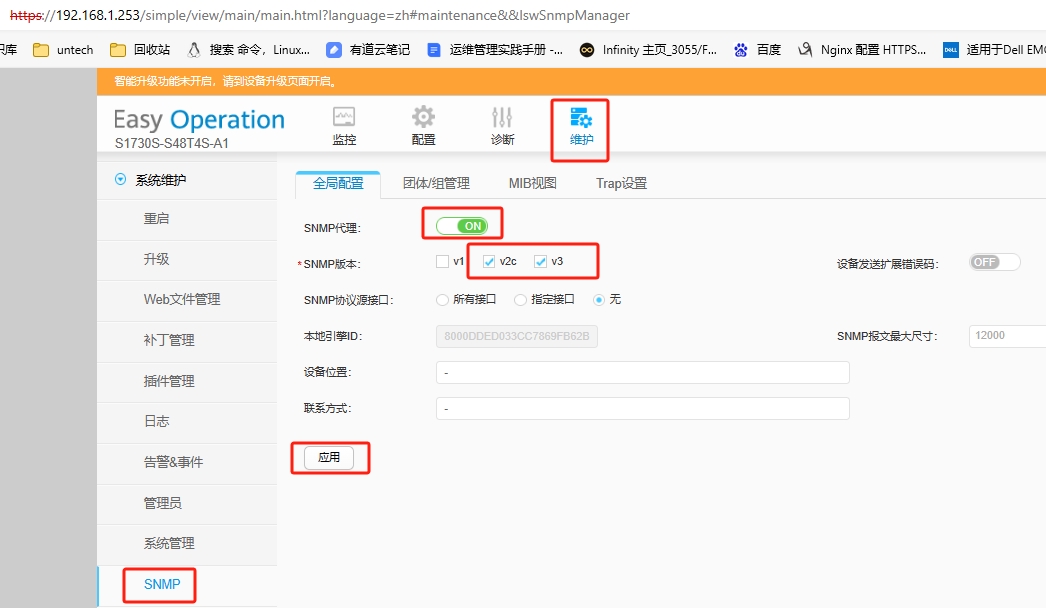 https://192.168.1.253/simple/view/main/main.html?language=zh#maintenance&&lswSnmpManager
识库 untech 回收站 搜索 命令，Linux... 有道云笔记 运维管理实践手册 -... Infinity 主页_3055/F... 百度 Nginx 配置 HTTPS... 适用于Dell EMC
智能升级功能未开启，请到设备升级页面开启。
Easy Operation
S1730S-S48T4S-A1
监控 配置 诊断 维护
系统维护
重启
升级
Web文件管理
补丁管理
插件管理
日志
告警&事件
管理员
系统管理
SNMP
全局配置 团体/组管理 MIB视图 Trap设置
SNMP代理: ON
*SNMP版本: v1 v2c v3 设备发送扩展错误码: OFF
SNMP协议源接口: 所有接口 指定接口 无
本地引擎ID: 8000DDED033CC7869FB62B SNMP报文最大尺寸: 12000
设备位置: -
联系方式: -
应用